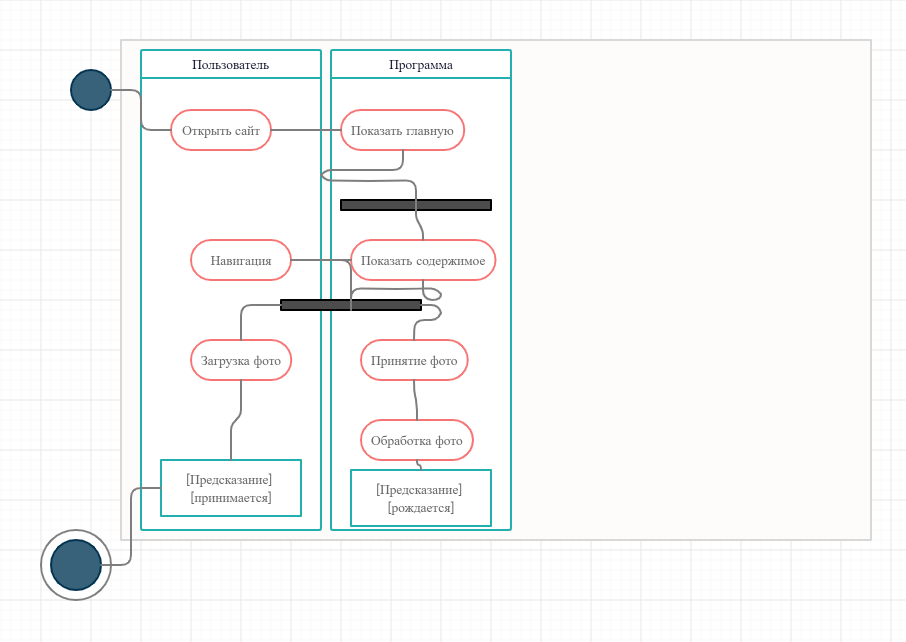 Пользователь
Программа
Открыть сайт
Показать главную
Навигация
Показать содержимое
Загрузка фото
Принятие фото
Обработка фото
[Предсказание]
[принимается]
[Предсказание]
[рождается]